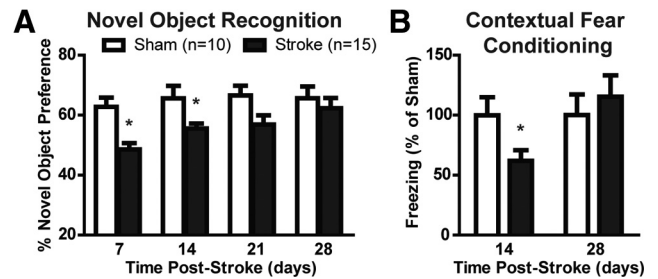 A
Novel Object Recognition
Sham (n=10) Stroke (n=15)
% Novel Object Preference
80
60
40
20
*
*
7 14 21 28
Time Post-Stroke (days)
B
Contextual Fear
Conditioning
Freezing (% of Sham)
150
100
50
0
*
14 28
Time Post-Stroke (days)